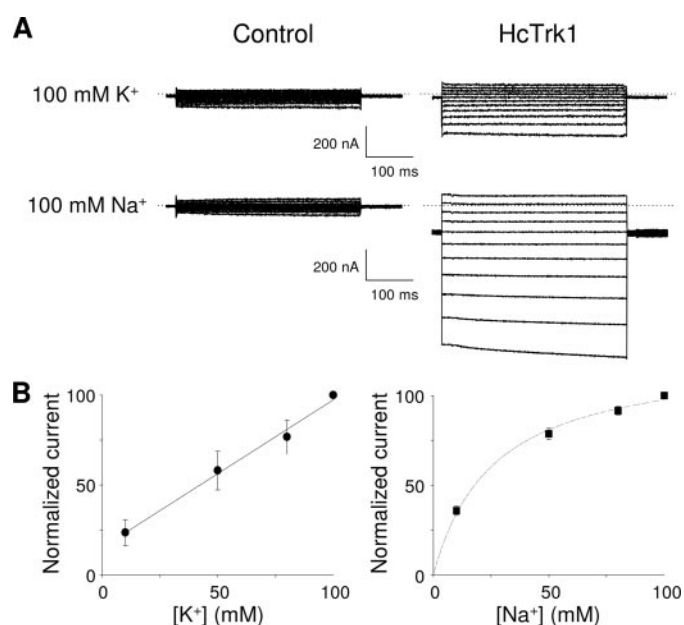 A
Control
HcTrk1
100 mM K⁺
200 nA
100 ms
100 mM Na⁺
200 nA
100 ms
B
Normalized current
100
50
0
0
50
100
[K⁺] (mM)
Normalized current
100
50
0
0
50
100
[Na⁺] (mM)